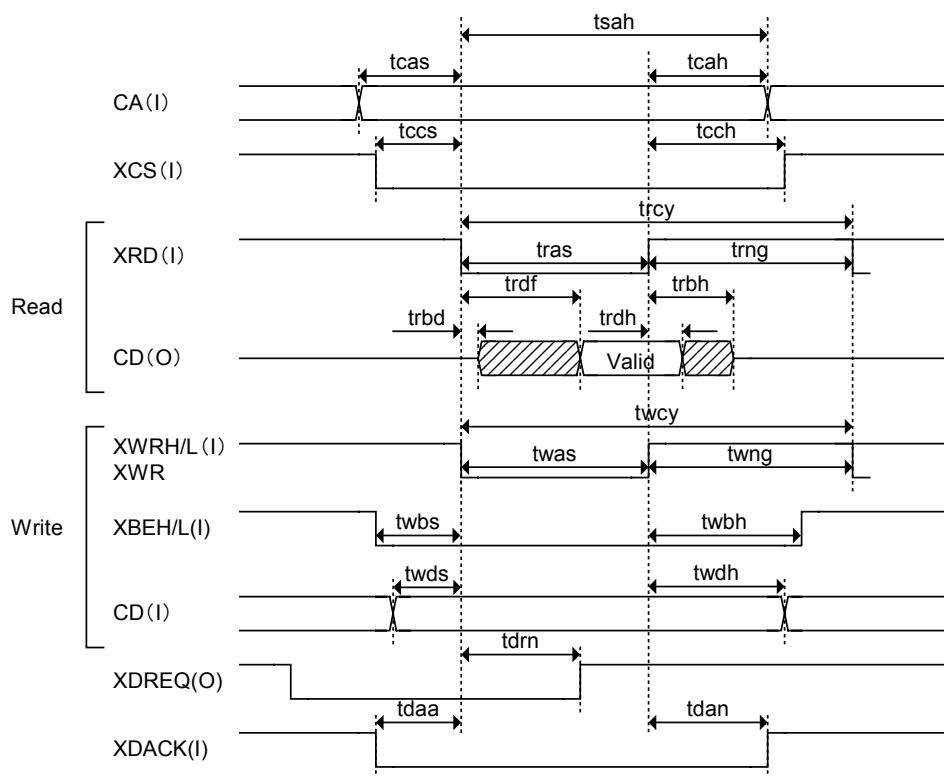 tsah
tcas tcah
CA(I)
tccs tcch
XCS(I)
trcy
XRD(I) tras trng
Read
trdf trbh
trbd trdh
CD(O) Valid
twcy
XWRH/L(I)
XWR twas twng
Write
XBEH/L(I) twbs twbh
twds twdh
CD(I)
tdrn
XDREQ(O)
tdaa tdan
XDACK(I)